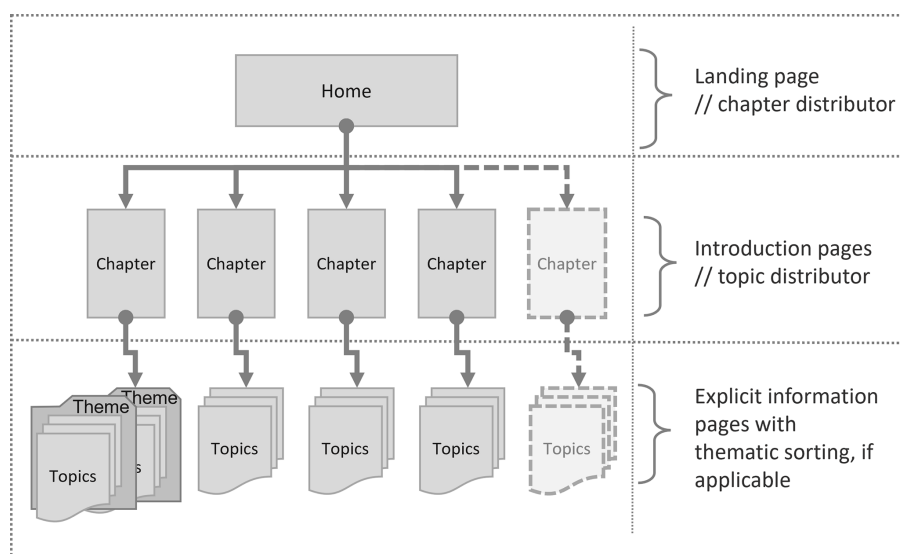 Home
Landing page
// chapter distributor
Chapter
Chapter
Chapter
Chapter
Chapter
Introduction pages
// topic distributor
Theme
Theme
Topics
s
Topics
Topics
Topics
Topics
Explicit information
pages with
thematic sorting, if
applicable